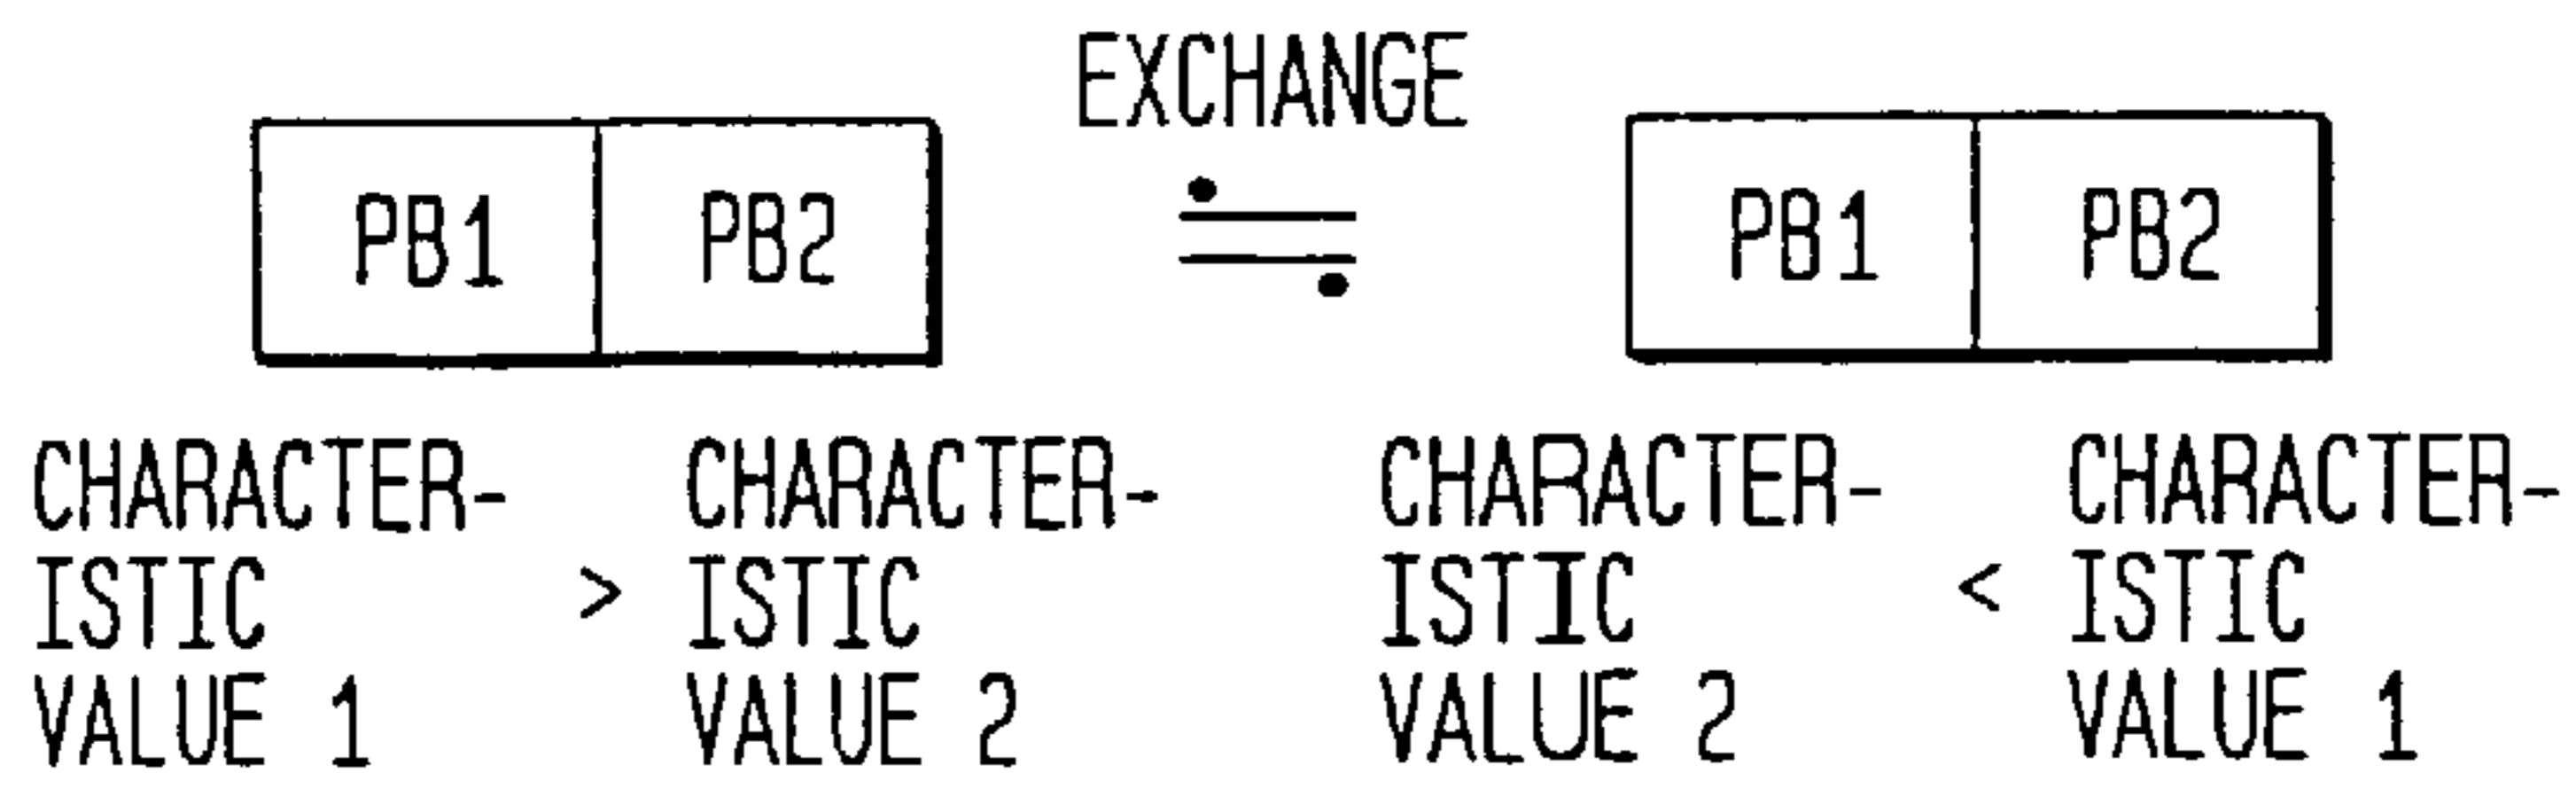 EXCHANGE
PB1 PB2 ≒ PB1 PB2
CHARACTER- CHARACTER- CHARACTER- CHARACTER-
ISTIC > ISTIC ISTIC < ISTIC
VALUE 1 VALUE 2 VALUE 2 VALUE 1